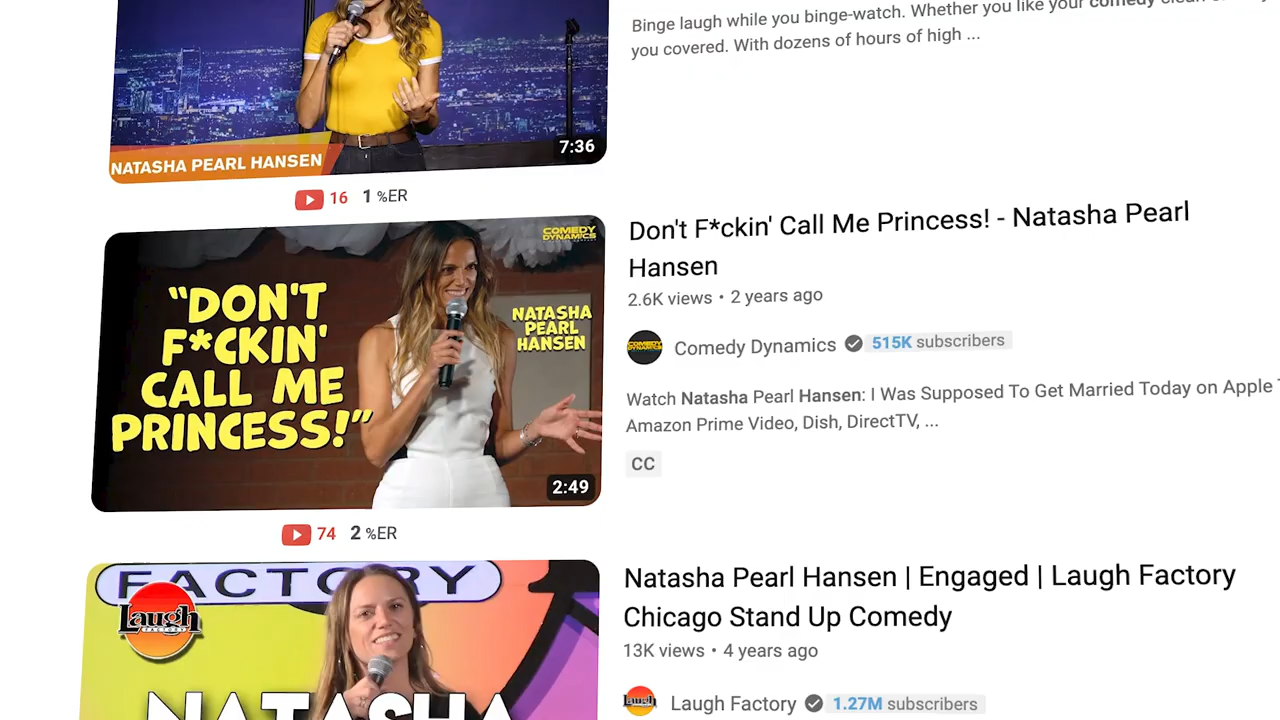 Binge laugh while you binge-watch. Whether you like your comedy
you covered. With dozens of hours of high ...
7:36
NATASHA PEARL HANSEN
16 1 %ER
Don't F*ckin' Call Me Princess! - Natasha Pearl
Hansen
2.6K views • 2 years ago
COMEDY
DYNAMICS
"DON'T
F*CKIN'
CALL ME
PRINCESS!"
NATASHA
PEARL
HANSEN
2:49
Comedy Dynamics 515K subscribers
Watch Natasha Pearl Hansen: I Was Supposed To Get Married Today on Apple
Amazon Prime Video, Dish, DirectTV, ...
CC
74 2 %ER
FACTORY
Laugh
FACTORY
NATASHA
Natasha Pearl Hansen | Engaged | Laugh Factory
Chicago Stand Up Comedy
13K views • 4 years ago
Laugh Factory 1.27M subscribers